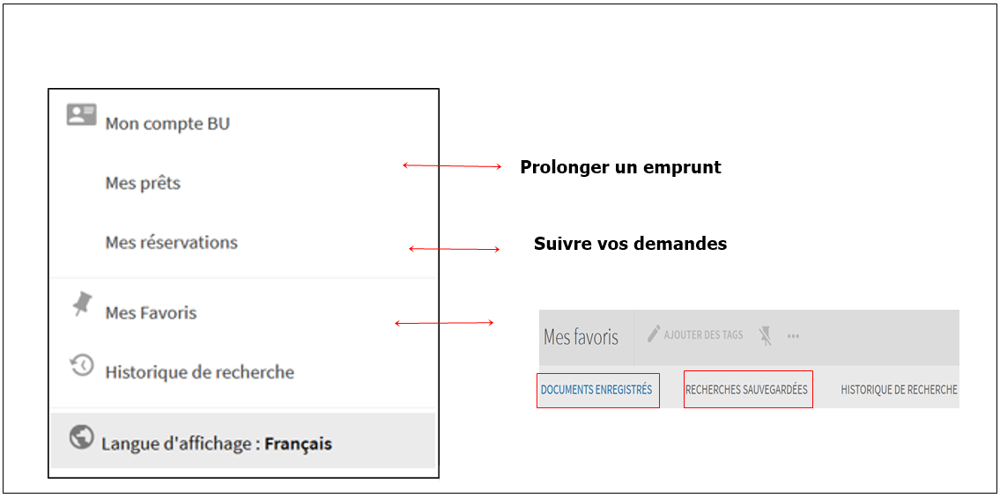 Mon compte BU
Mes prêts
Prolonger un emprunt
Mes réservations
Suivre vos demandes
Mes Favoris
Historique de recherche
Langue d'affichage : Français
Mes favoris
AJOUTER DES TAGS
DOCUMENTS ENREGISTRÉS
RECHERCHES SAUVEGARDÉES
HISTORIQUE DE RECHERCHE